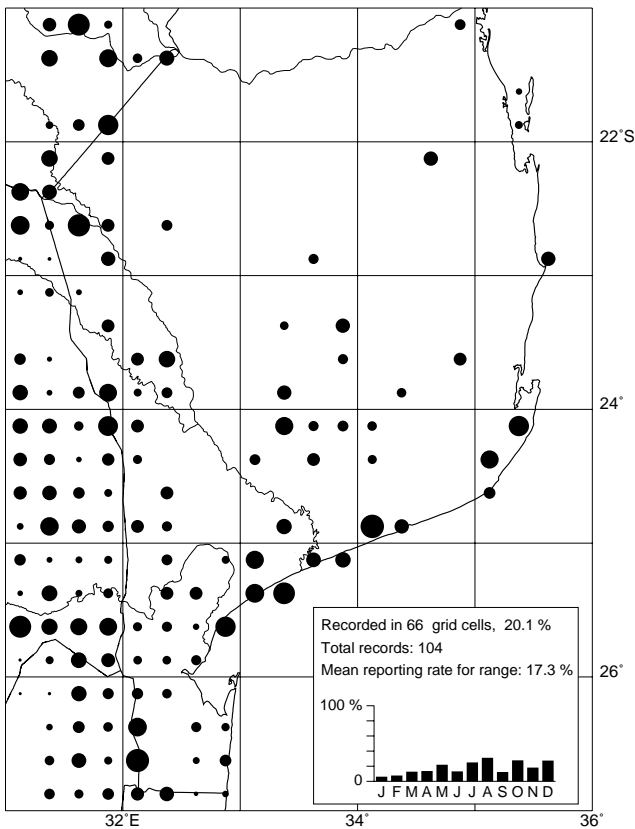 22˚S
24˚
Recorded in 66 grid cells, 20.1 %
Total records: 104
Mean reporting rate for range: 17.3 %
26˚
100 %
0
J F M A M J J A S O N D
32˚E 34˚ 36˚